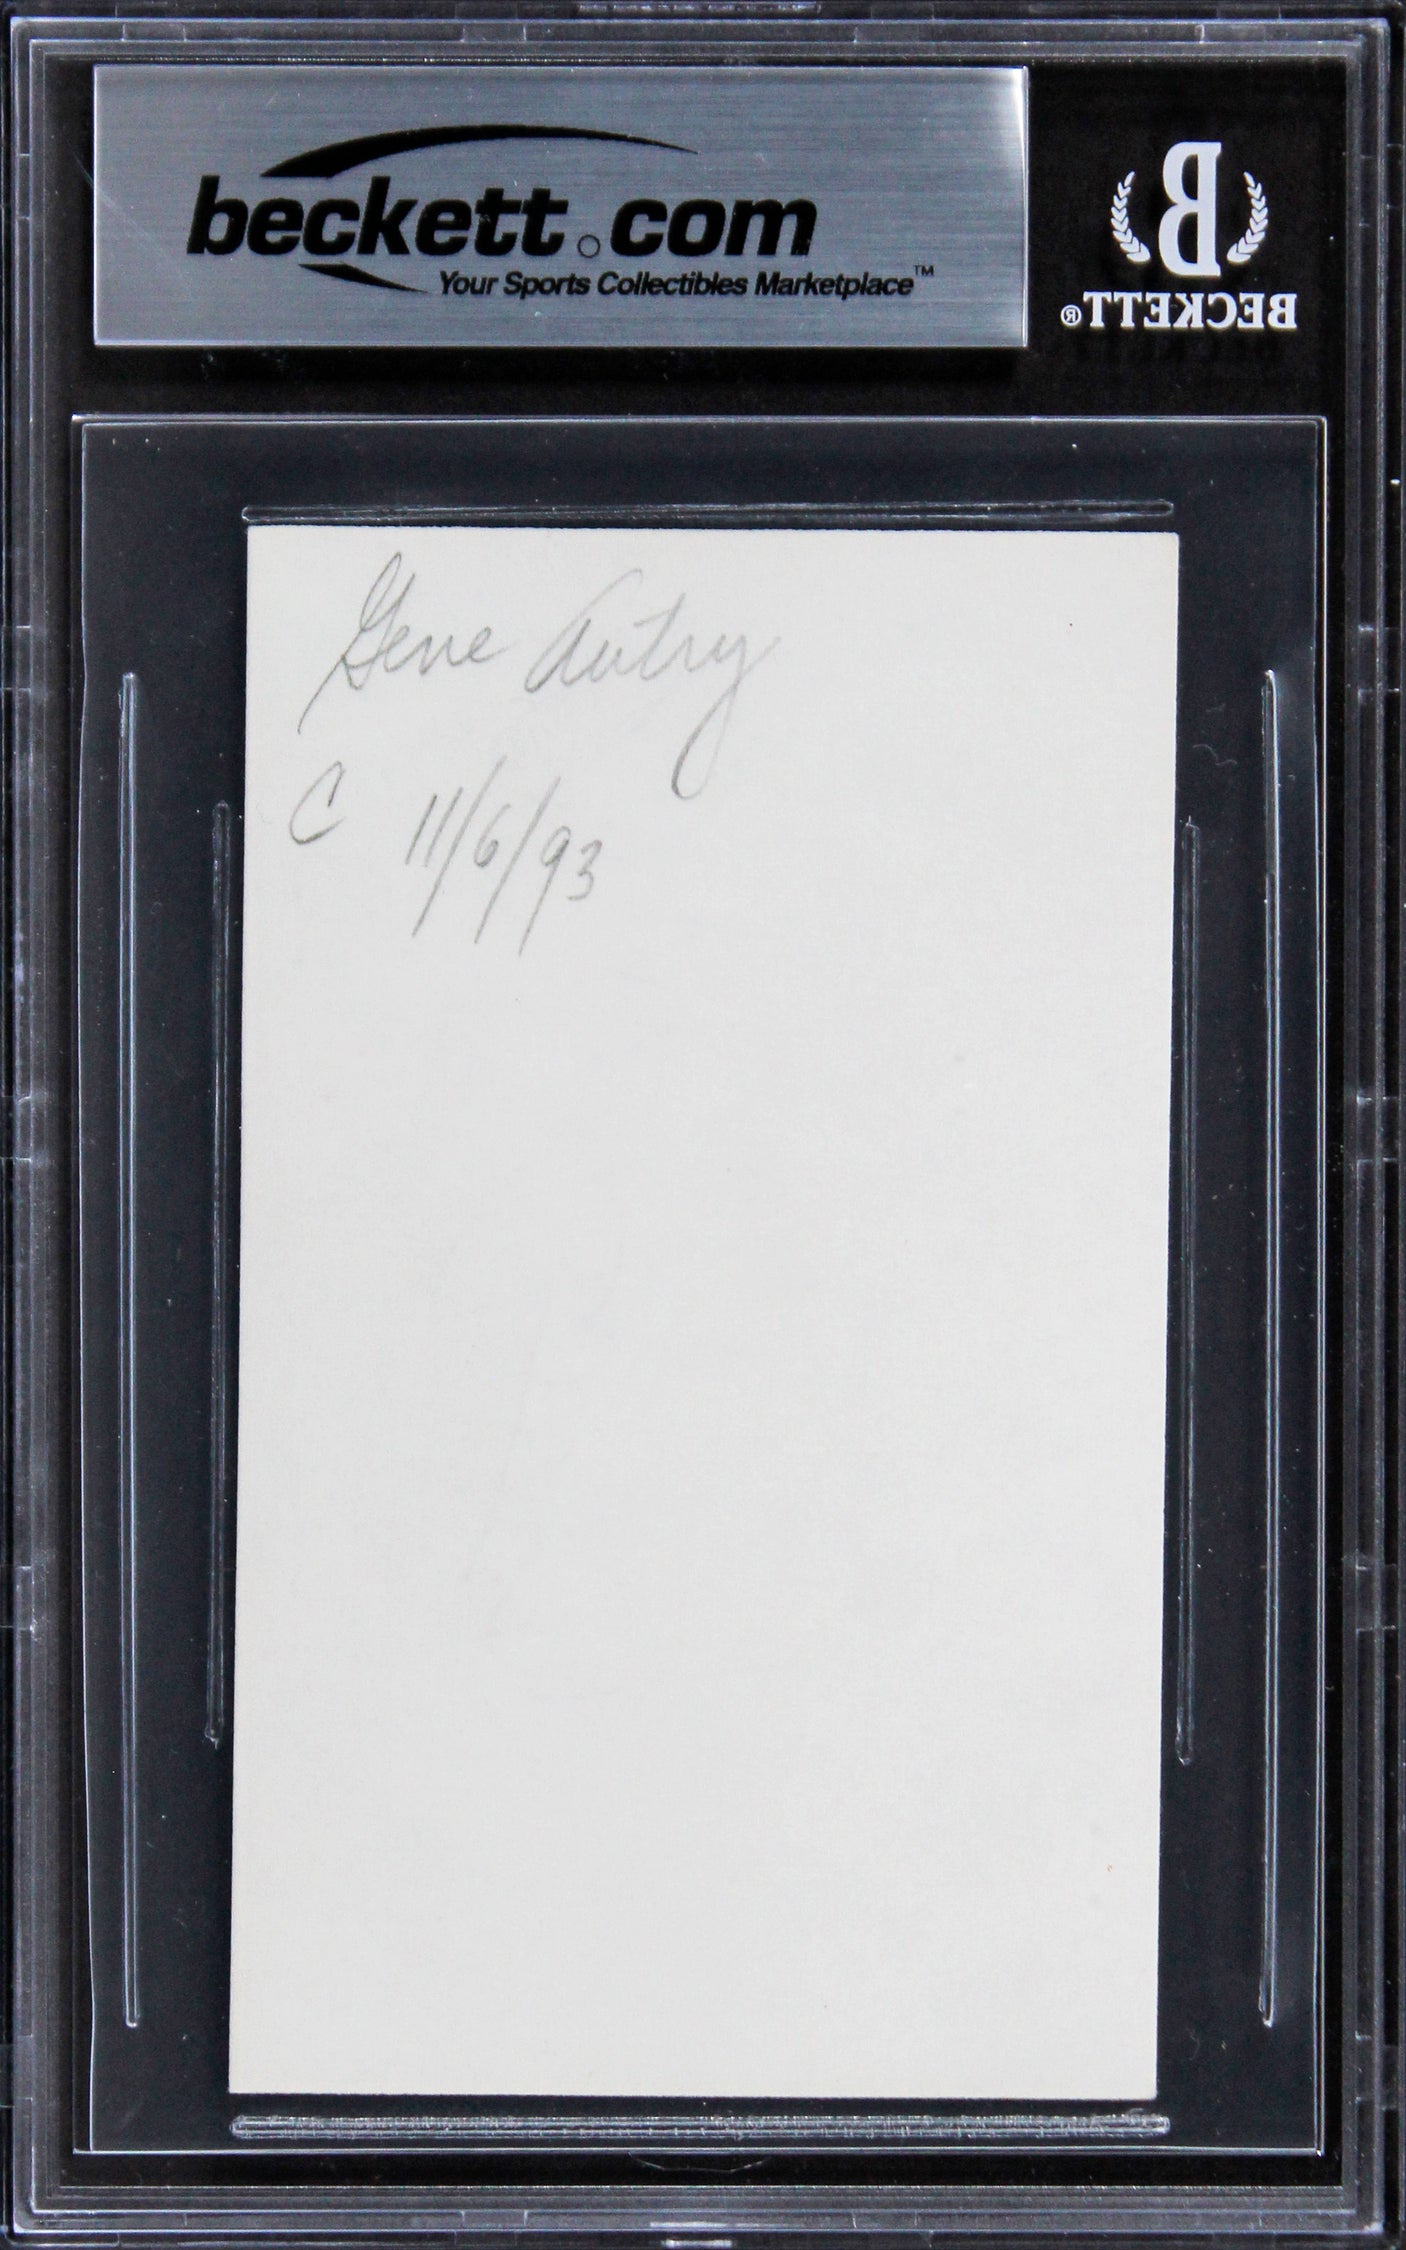 beckett.com
Your Sports Collectibles Marketplace™
B
BECKETT®
Gene Autry
C 11/6/93